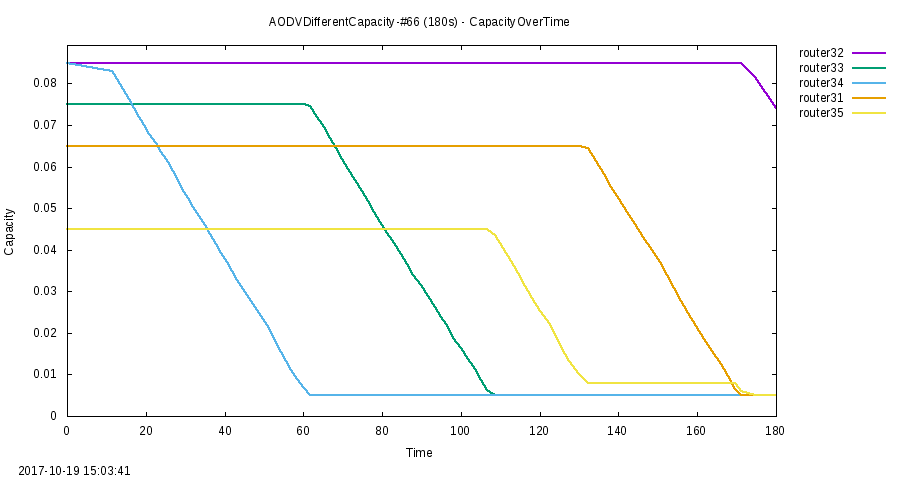 AODVDifferentCapacity-#66 (180s) - CapacityOverTime
router32
router33
router34
router31
router35
0.08
0.07
0.06
0.05
0.04
0.03
0.02
0.01
0
Capacity
0 20 40 60 80 100 120 140 160 180
Time
2017-10-19 15:03:41